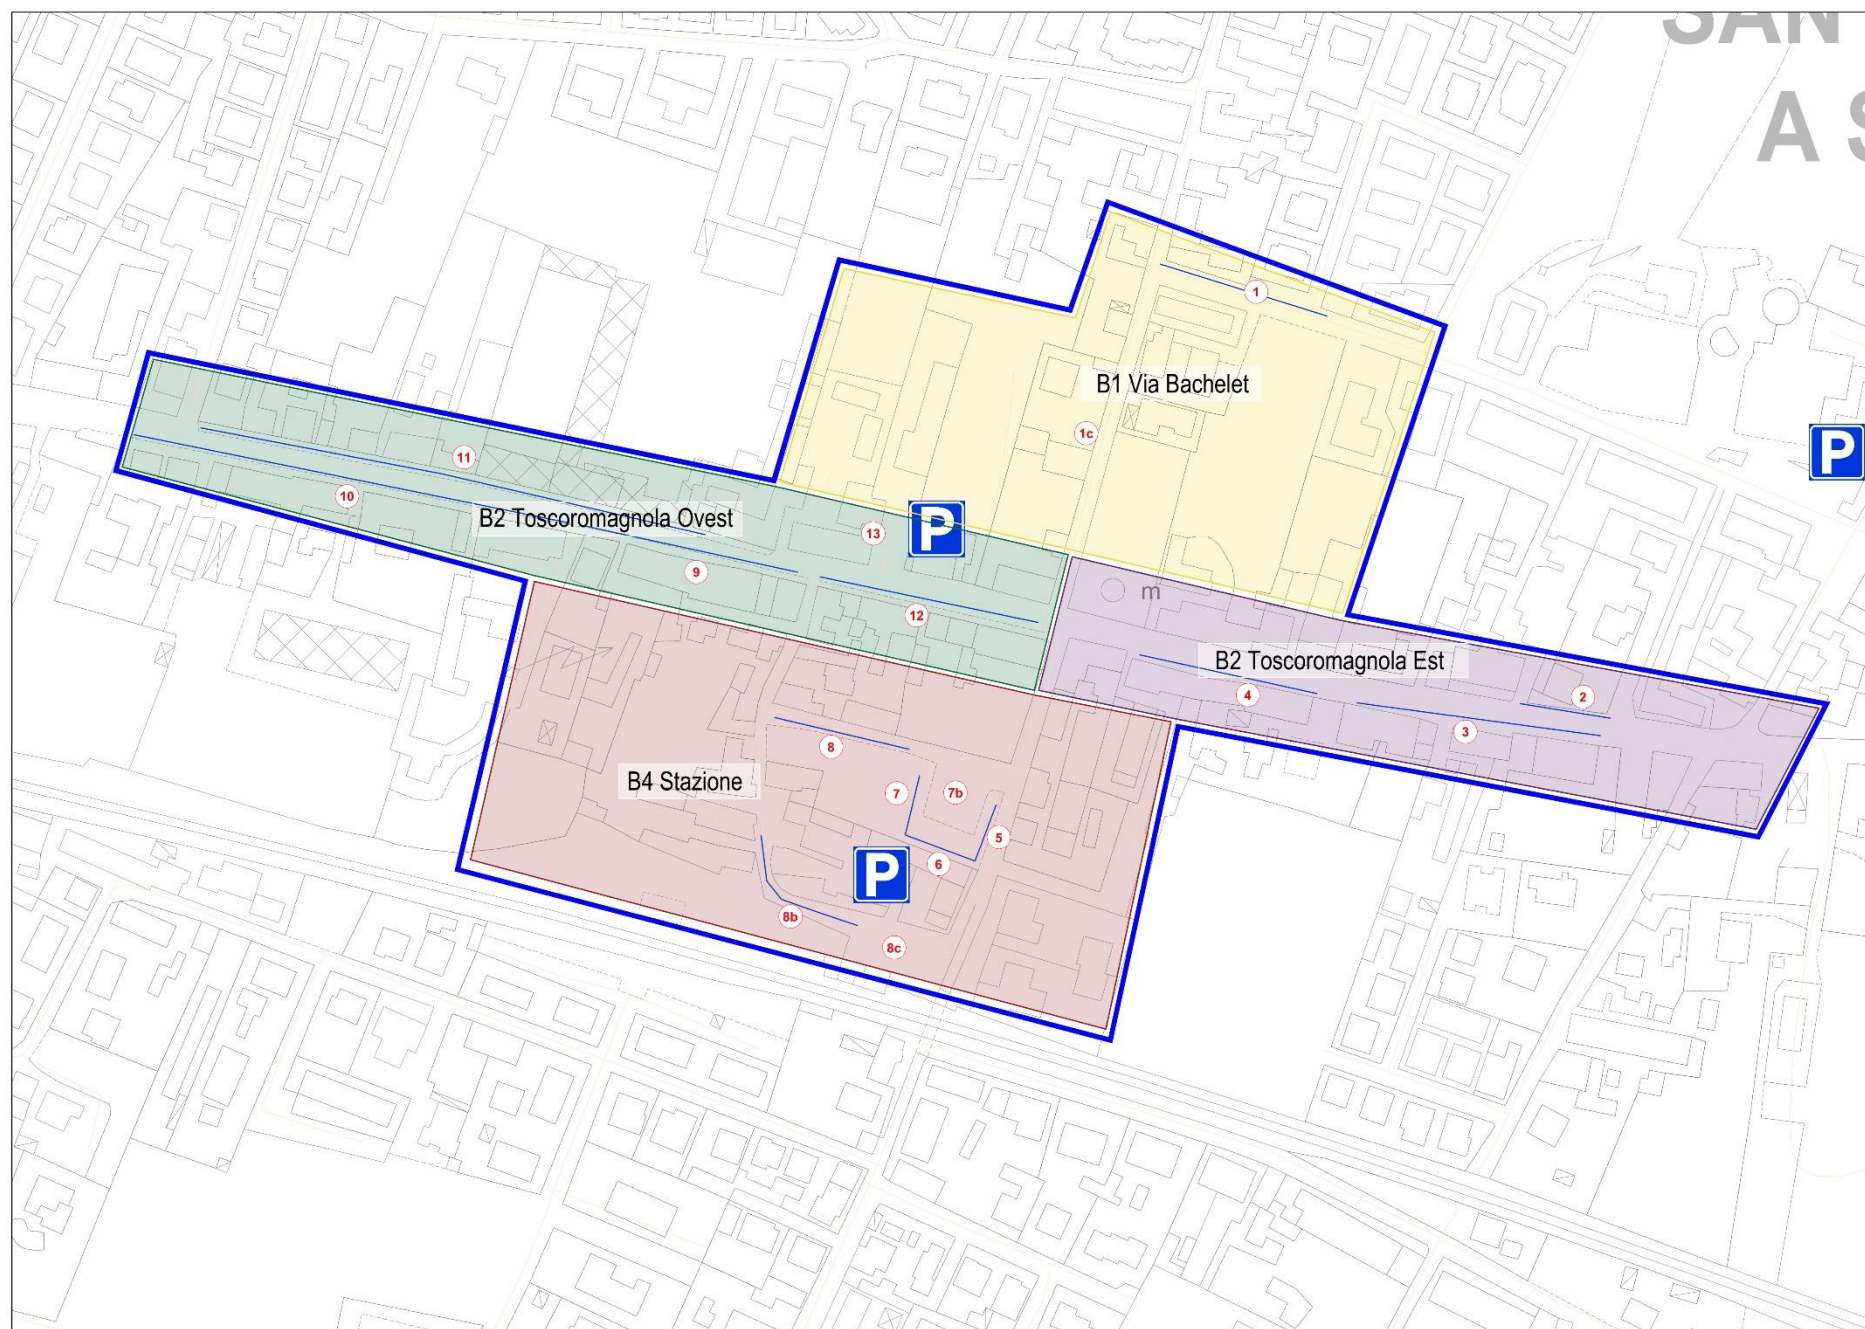 SAN
A S
1
B1 Via Bachelet
1c
P
11
10
B2 Toscoromagnola Ovest
13
P
9
12
m
B2 Toscoromagnola Est
4
2
3
8
B4 Stazione
7
7b
5
6
P
8b
8c